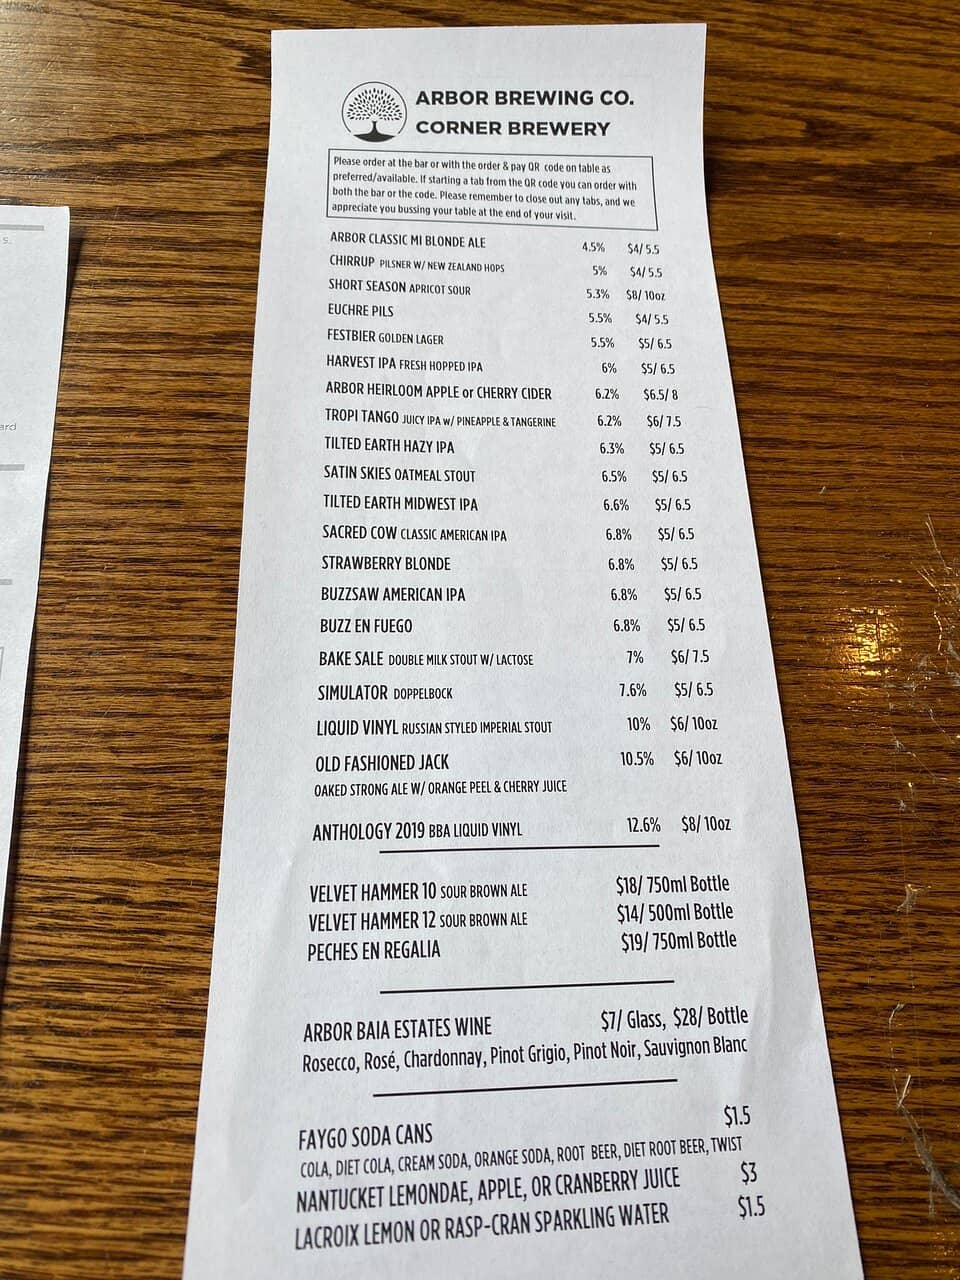 ARBOR BREWING CO.
CORNER BREWERY
Please order at the bar or with the order & pay QR code on table as
preferred/available. If starting a tab from the QR code you can order with
both the bar or the code. Please remember to close out any tabs, and we
appreciate you bussing your table at the end of your visit.
ARBOR CLASSIC MI BLONDE ALE 4.5% $4/ 5.5
CHIRRUP PILSNER W/ NEW ZEALAND HOPS 5% $4/ 5.5
SHORT SEASON APRICOT SOUR 5.3% $8/ 10oz
EUCHRE PILS 5.5% $4/ 5.5
FESTBIER GOLDEN LAGER 5.5% $5/ 6.5
HARVEST IPA FRESH HOPPED IPA 6% $5/ 6.5
ARBOR HEIRLOOM APPLE or CHERRY CIDER 6.2% $6.5/ 8
TROPI TANGO JUICY IPA w/ PINEAPPLE & TANGERINE 6.2% $6/ 7.5
TILTED EARTH HAZY IPA 6.3% $5/ 6.5
SATIN SKIES OATMEAL STOUT 6.5% $5/ 6.5
TILTED EARTH MIDWEST IPA 6.6% $5/ 6.5
SACRED COW CLASSIC AMERICAN IPA 6.8% $5/ 6.5
STRAWBERRY BLONDE 6.8% $5/ 6.5
BUZZSAW AMERICAN IPA 6.8% $5/ 6.5
BUZZ EN FUEGO 6.8% $5/ 6.5
BAKE SALE DOUBLE MILK STOUT W/ LACTOSE 7% $6/ 7.5
SIMULATOR DOPPELBOCK 7.6% $5/ 6.5
LIQUID VINYL RUSSIAN STYLED IMPERIAL STOUT 10% $6/ 10oz
OLD FASHIONED JACK 10.5% $6/ 10oz
OAKED STRONG ALE W/ ORANGE PEEL & CHERRY JUICE
ANTHOLOGY 2019 BBA LIQUID VINYL 12.6% $8/ 10oz
VELVET HAMMER 10 SOUR BROWN ALE $18/ 750ml Bottle
VELVET HAMMER 12 SOUR BROWN ALE $14/ 500ml Bottle
PECHES EN REGALIA $19/ 750ml Bottle
ARBOR BAIA ESTATES WINE $7/ Glass, $28/ Bottle
Rosecco, Rosé, Chardonnay, Pinot Grigio, Pinot Noir, Sauvignon Blanc
FAYGO SODA CANS $1.5
COLA, DIET COLA, CREAM SODA, ORANGE SODA, ROOT BEER, DIET ROOT BEER, TWIST
NANTUCKET LEMONDAE, APPLE, OR CRANBERRY JUICE $3
LACROIX LEMON OR RASP-CRAN SPARKLING WATER $1.5